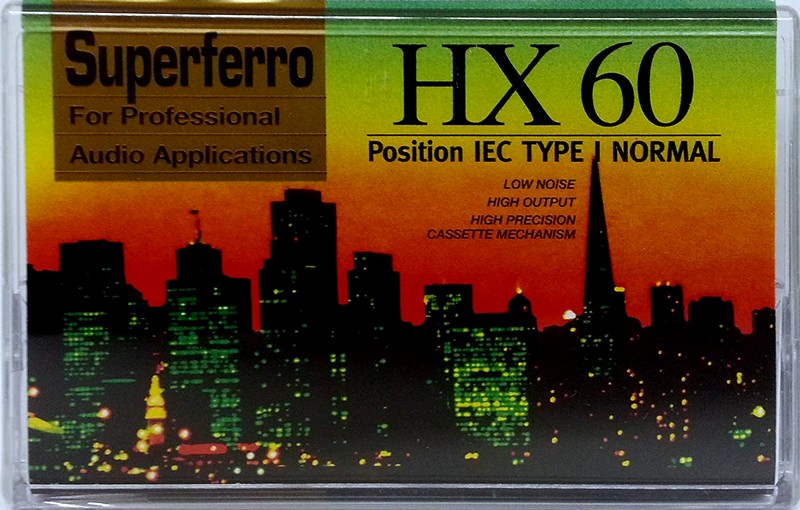 Superferro
For Professional
Audio Applications
HX 60
Position IEC TYPE I NORMAL
LOW NOISE
HIGH OUTPUT
HIGH PRECISION
CASSETTE MECHANISM